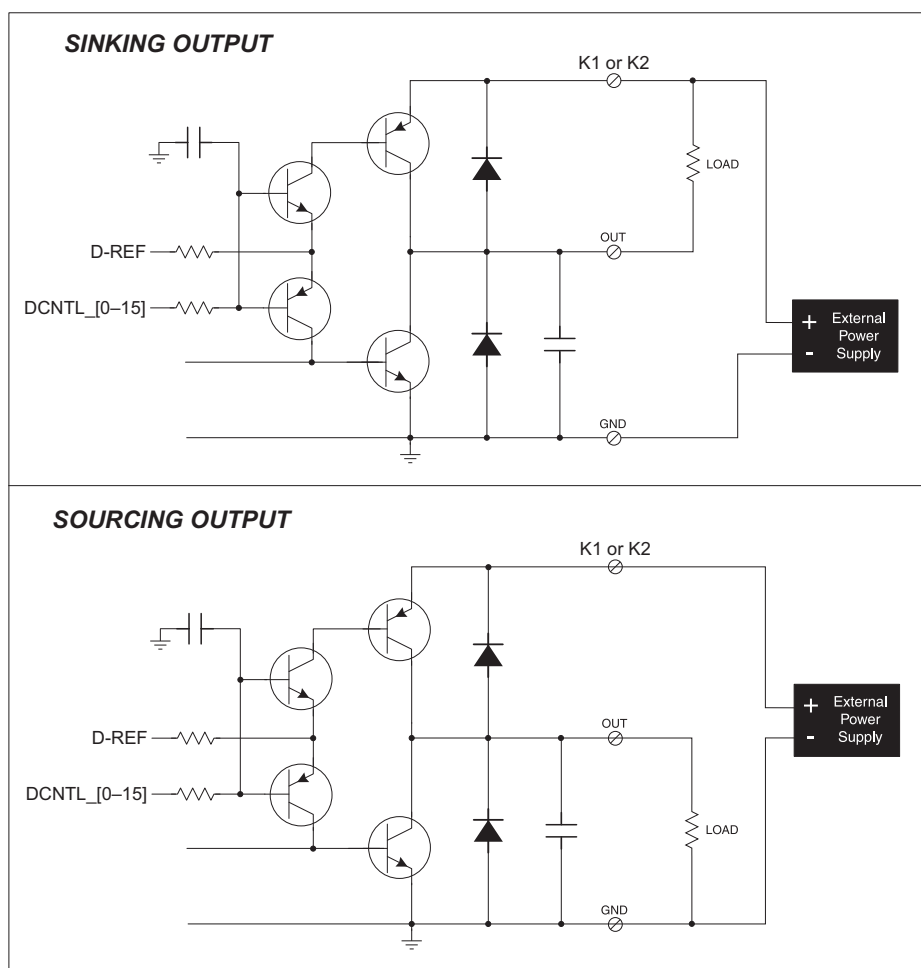 SINKING OUTPUT
K1 or K2
LOAD
D-REF
OUT
DCNTL_[0–15]
+ External
Power
- Supply
GND
SOURCING OUTPUT
K1 or K2
+ External
Power
- Supply
D-REF
OUT
DCNTL_[0–15]
LOAD
GND